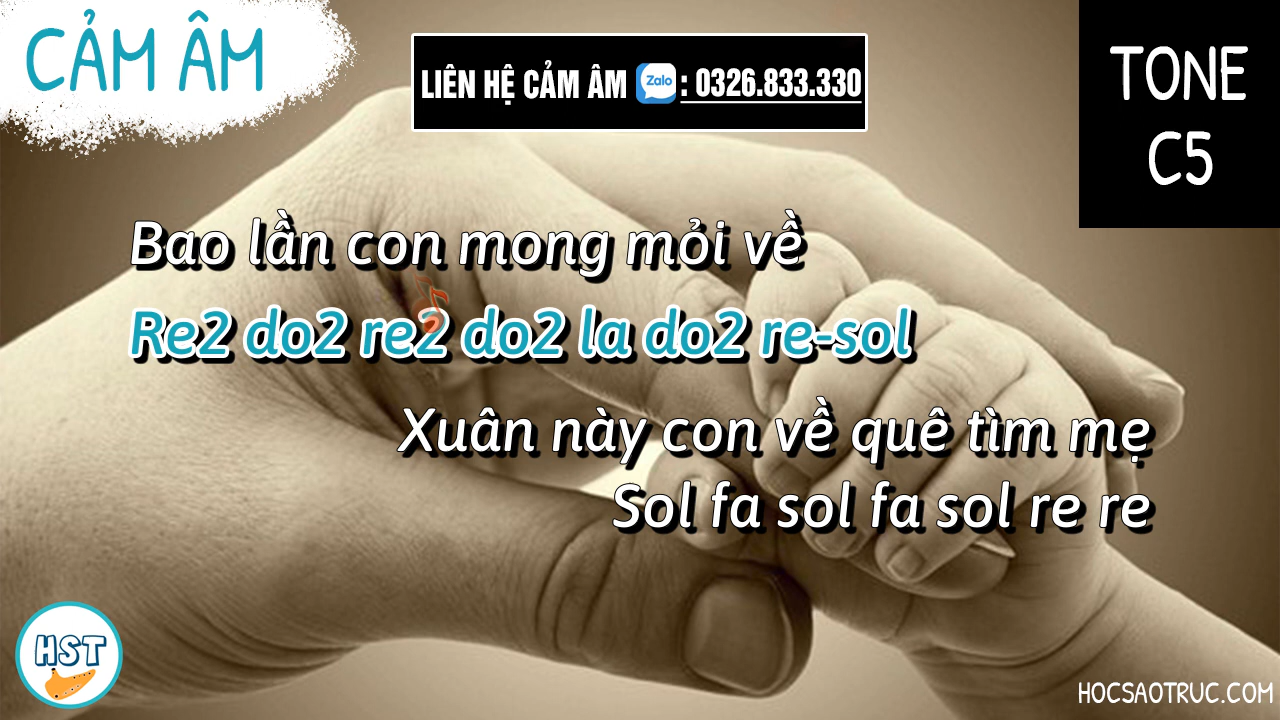 CẢM ÂM
LIÊN HỆ CẢM ÂM Zalo : 0326.833.330
TONE
C5
Bao lần con mong mỏi về
Re2 do2 re2 do2 la do2 re-sol
Xuân này con về quê tìm mẹ
Sol fa sol fa sol re re
HST
HOCSAOTRUC.COM